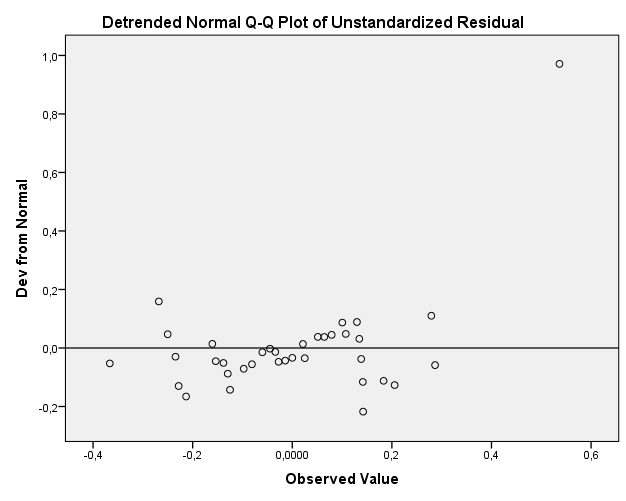 Detrended Normal Q-Q Plot of Unstandardized Residual
Dev from Normal
1,0
0,8
0,6
0,4
0,2
0,0
-0,2
-0,4 -0,2 0,0000 0,2 0,4 0,6
Observed Value